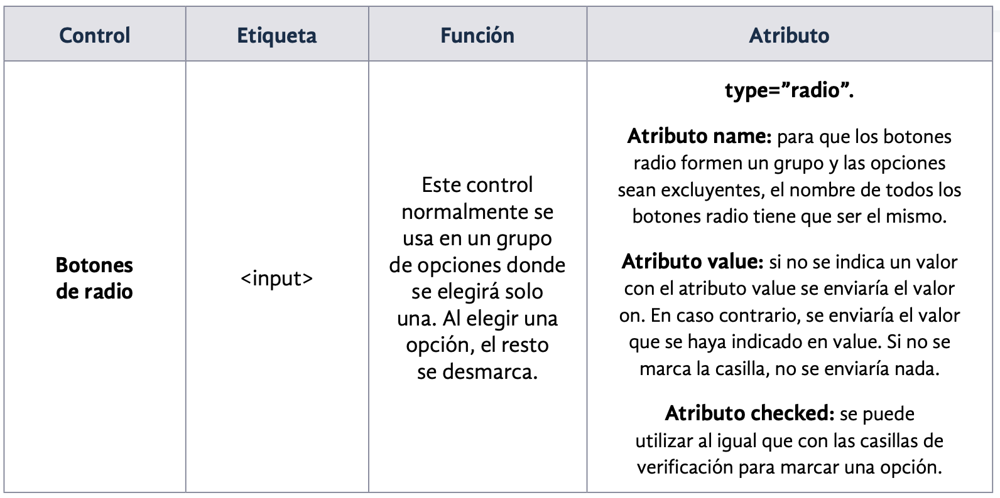 Control
Etiqueta
Función
Atributo
Botones
de radio
<input>
Este control
normalmente se
usa en un grupo
de opciones donde
se elegirá solo
una. Al elegir una
opción, el resto
se desmarca.
type=”radio”.
Atributo name: para que los botones
radio formen un grupo y las opciones
sean excluyentes, el nombre de todos los
botones radio tiene que ser el mismo.
Atributo value: si no se indica un valor
con el atributo value se enviaría el valor
on. En caso contrario, se enviaría el valor
que se haya indicado en value. Si no se
marca la casilla, no se enviaría nada.
Atributo checked: se puede
utilizar al igual que con las casillas de
verificación para marcar una opción.